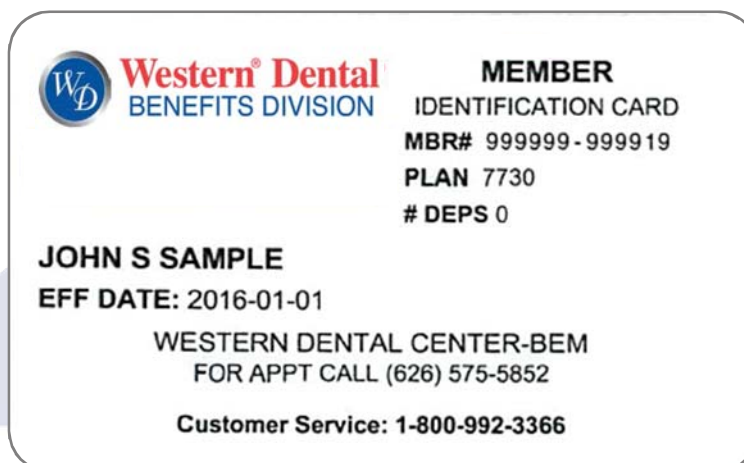 WD
Western® Dental
BENEFITS DIVISION
MEMBER
IDENTIFICATION CARD
MBR# 999999-999919
PLAN 7730
# DEPS 0
JOHN S SAMPLE
EFF DATE: 2016-01-01
WESTERN DENTAL CENTER-BEM
FOR APPT CALL (626) 575-5852
Customer Service: 1-800-992-3366